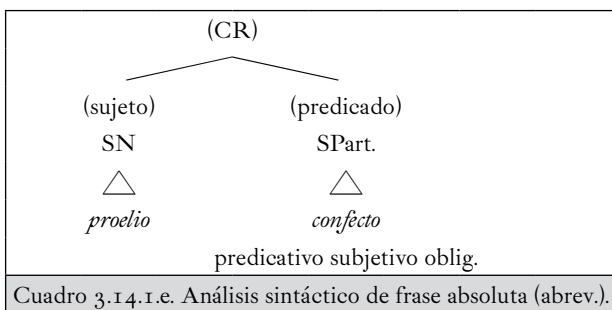 (CR)
(sujeto) (predicado)
SN SPart.
proelio confecto
predicativo subjetivo oblig.
Cuadro 3.14.1.e. Análisis sintáctico de frase absoluta (abrev.).